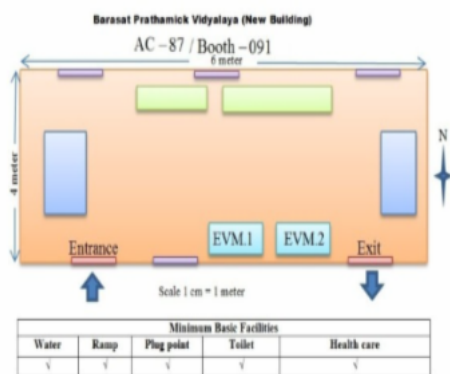 Barasat Prathamick Vidyalaya (New Building)
AC – 87 / Booth –091
6 meter
4 meter
N
EVM.1 EVM.2
Entrance Exit
Scale 1 cm = 1 meter
Minimum Basic Facilities
Water Ramp Plug point Toilet Health care
√ √ √ √ √